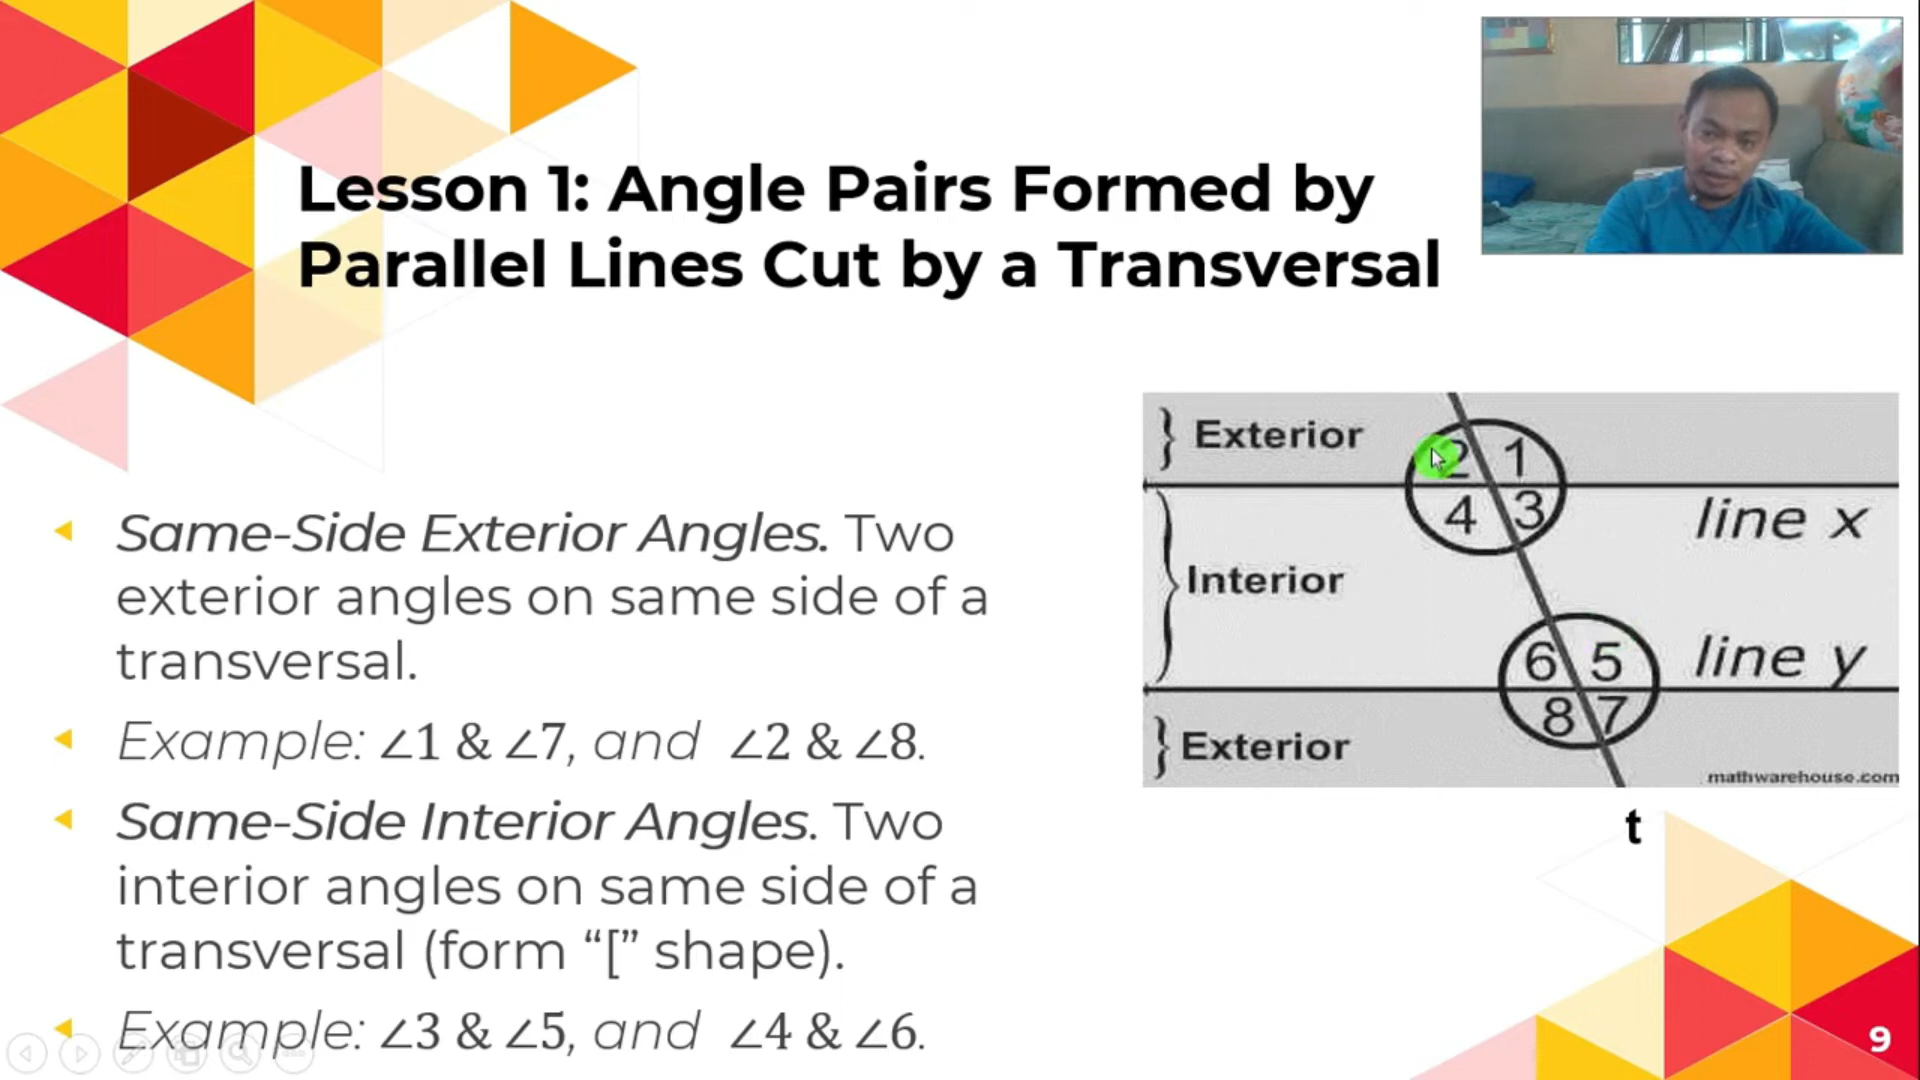 Lesson 1: Angle Pairs Formed by
Parallel Lines Cut by a Transversal
Same-Side Exterior Angles. Two
exterior angles on same side of a
transversal.
Example: ∠1 & ∠7, and ∠2 & ∠8.
Same-Side Interior Angles. Two
interior angles on same side of a
transversal (form “[” shape).
Example: ∠3 & ∠5, and ∠4 & ∠6.
} Exterior
2 1
4 3
line x
} Interior
6 5
line y
8 7
} Exterior
mathwarehouse.com
t
9